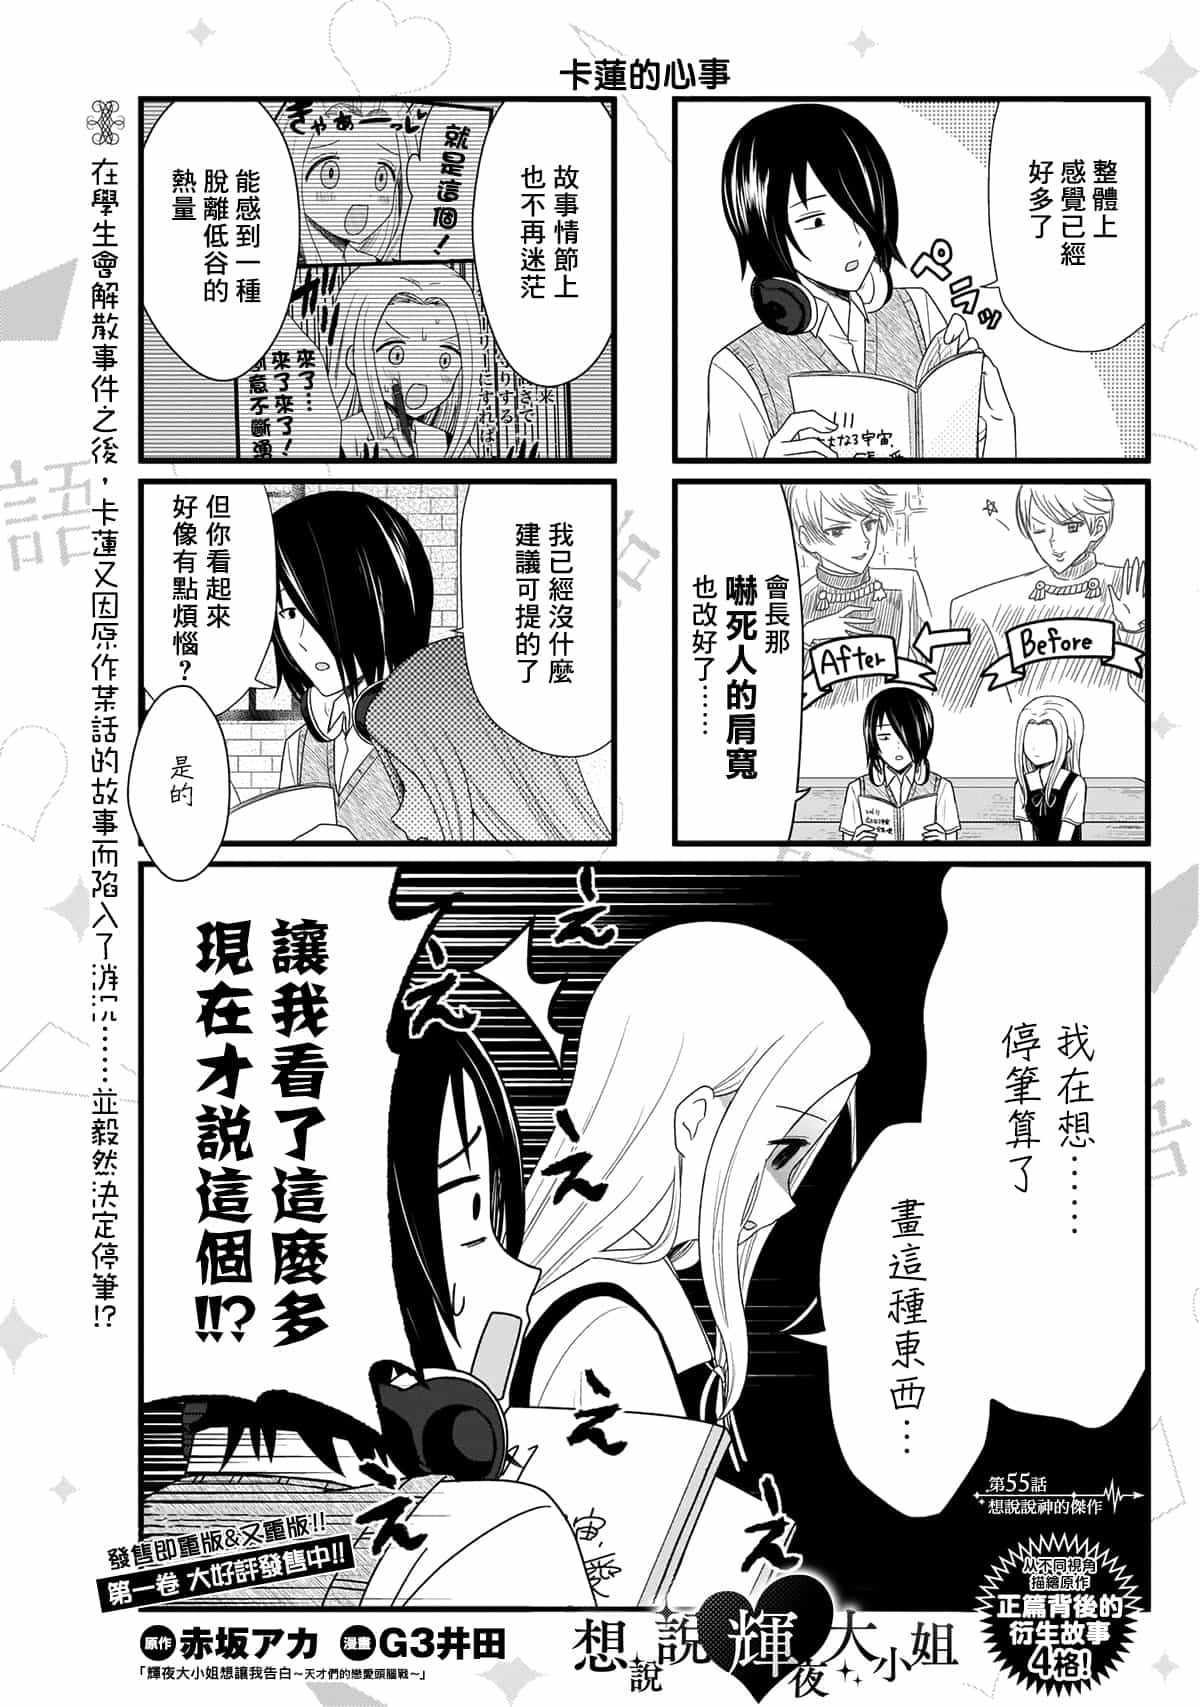 卡蓮的心事
整體上
感覺已經
好多了
ペラッ
故事情節上
也不再迷茫
能感到一種
脫離低谷的
熱量
きゃあーっ
就是這個！
來了…
來了來了！
創意不斷湧
會長那
嚇死人的肩寬
也改好了……
Before
After
我已經沒什麼
建議可提的了
但你看起來
好像有點煩惱？
是的
我在想……
停筆算了
畫這種東西…
讓我看了這麼多
現在才說這個!!?
ええ
ええ
ええ
ええ
ええ
在學生會解散事件之後，卡蓮又因原作某話的故事而陷入了消沉……並毅然決定停筆!?
第55話
想說說神的傑作
从不同視角
描繪原作
正篇背後的
衍生故事
4格!
發售即重版&又重版!!
第一卷 大好評發售中!!
原作 赤坂アカ 漫畫 G3井田
「輝夜大小姐想讓我告白～天才們的戀愛頭腦戰～」
想說說輝夜大小姐